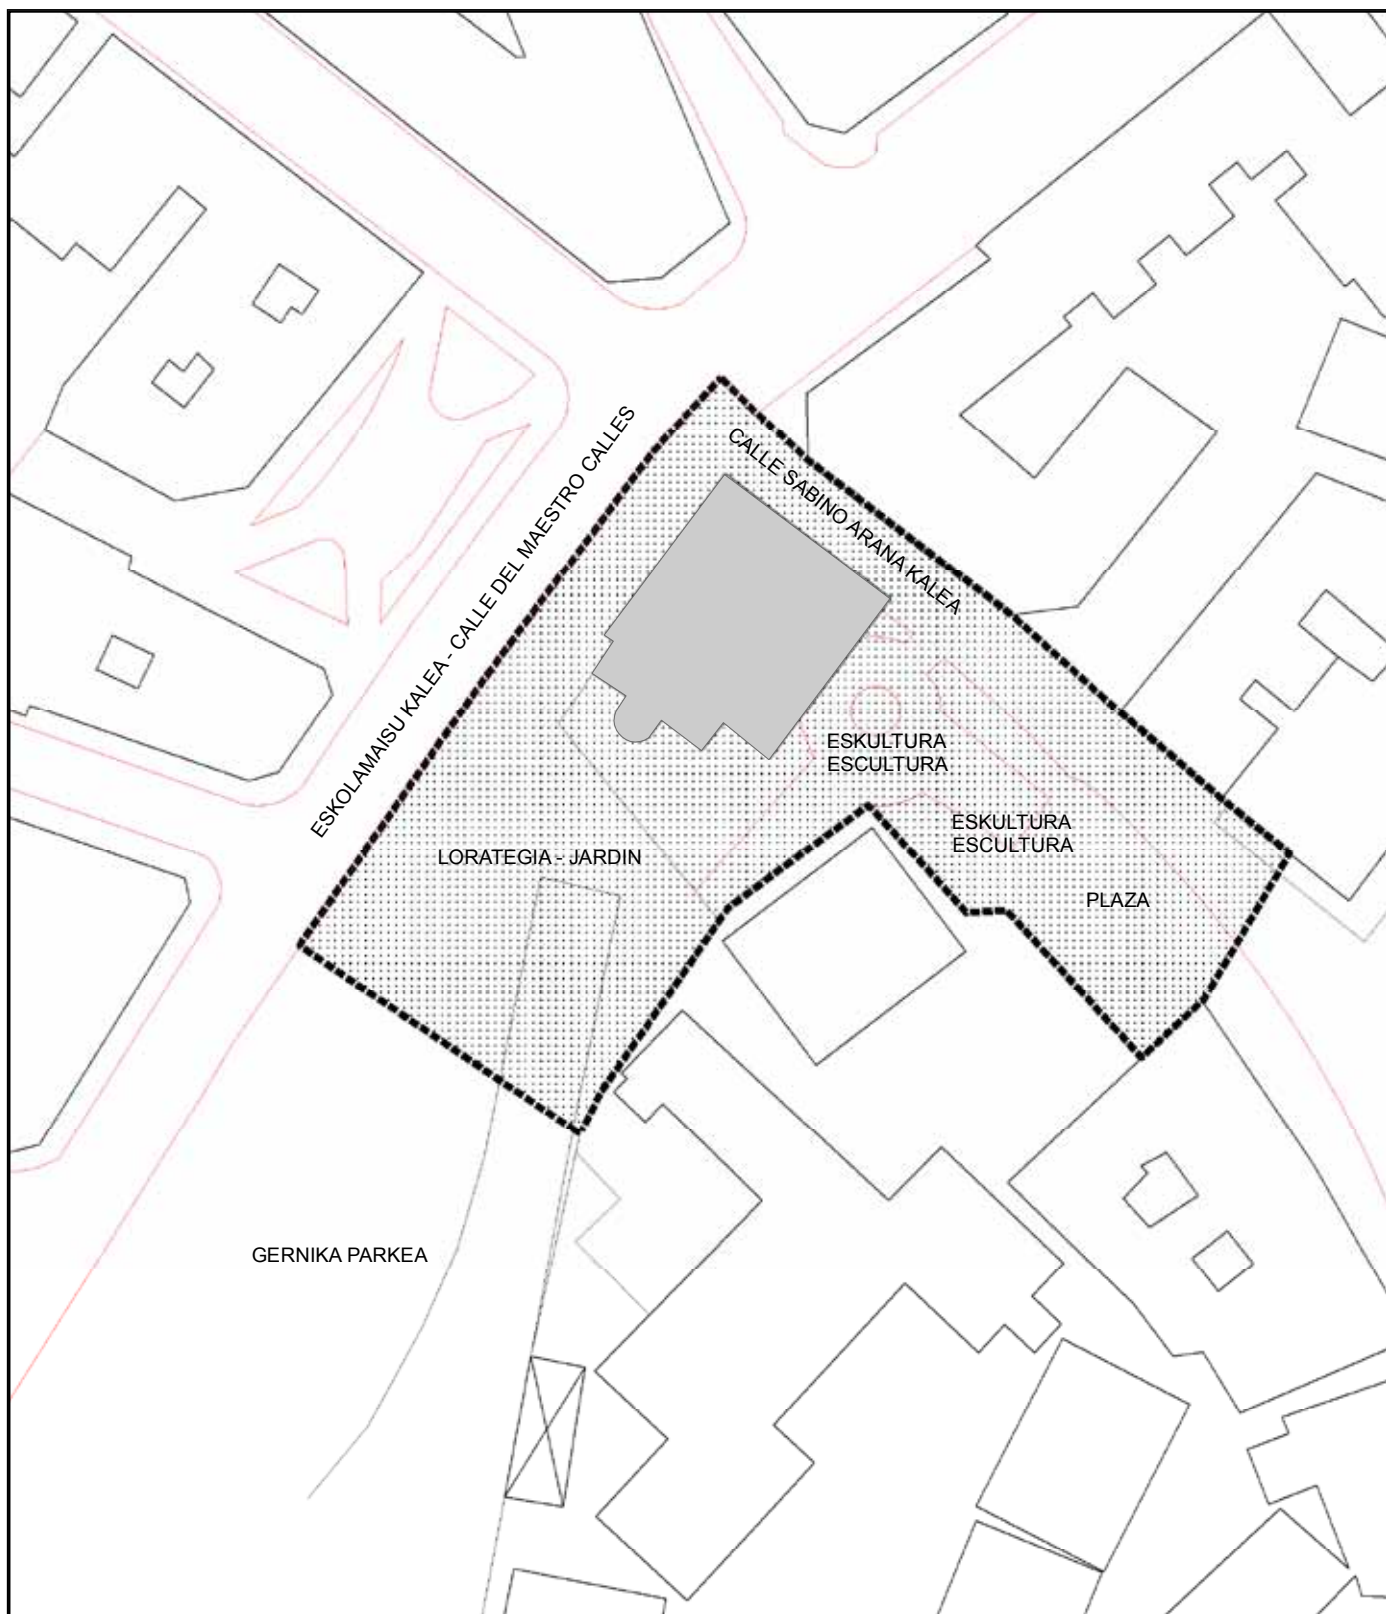 ESKOLAMAISU KALEA - CALLE DEL MAESTRO CALLES
CALLE SABINO ARANA KALEA
ESKULTURA
ESCULTURA
ESKULTURA
ESCULTURA
LORATEGIA - JARDIN
PLAZA
GERNIKA PARKEA